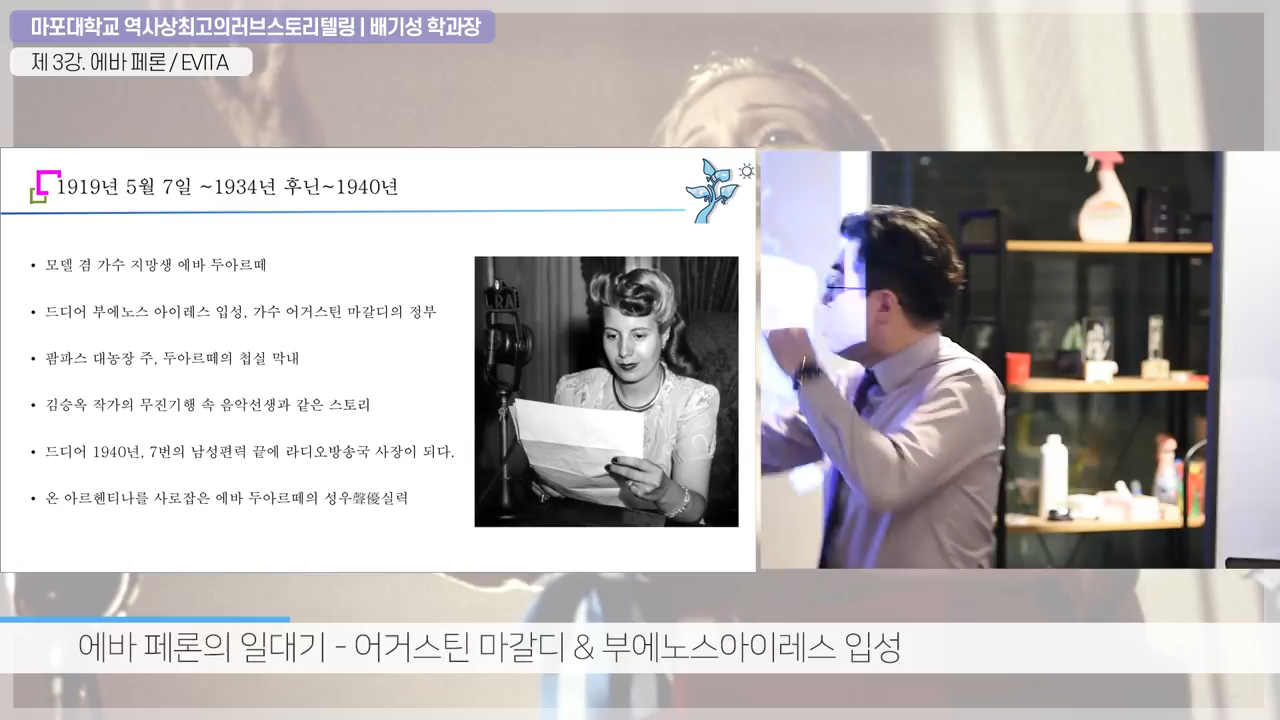 마포대학교 역사상최고의러브스토리텔링 | 배기성 학과장
제 3강. 에바 페론 / EVITA
1919년 5월 7일 ~1934년 후닌~1940년
• 모델 겸 가수 지망생 에바 두아르떼
• 드디어 부에노스 아이레스 입성, 가수 어거스틴 마갈디의 정부
• 팜파스 대농장 주, 두아르떼의 첩실 막내
• 김승옥 작가의 무진기행 속 음악선생과 같은 스토리
• 드디어 1940년, 7번의 남성편력 끝에 라디오방송국 사장이 되다.
• 온 아르헨티나를 사로잡은 에바 두아르떼의 성우聲優실력
에바 페론의 일대기 - 어거스틴 마갈디 & 부에노스아이레스 입성